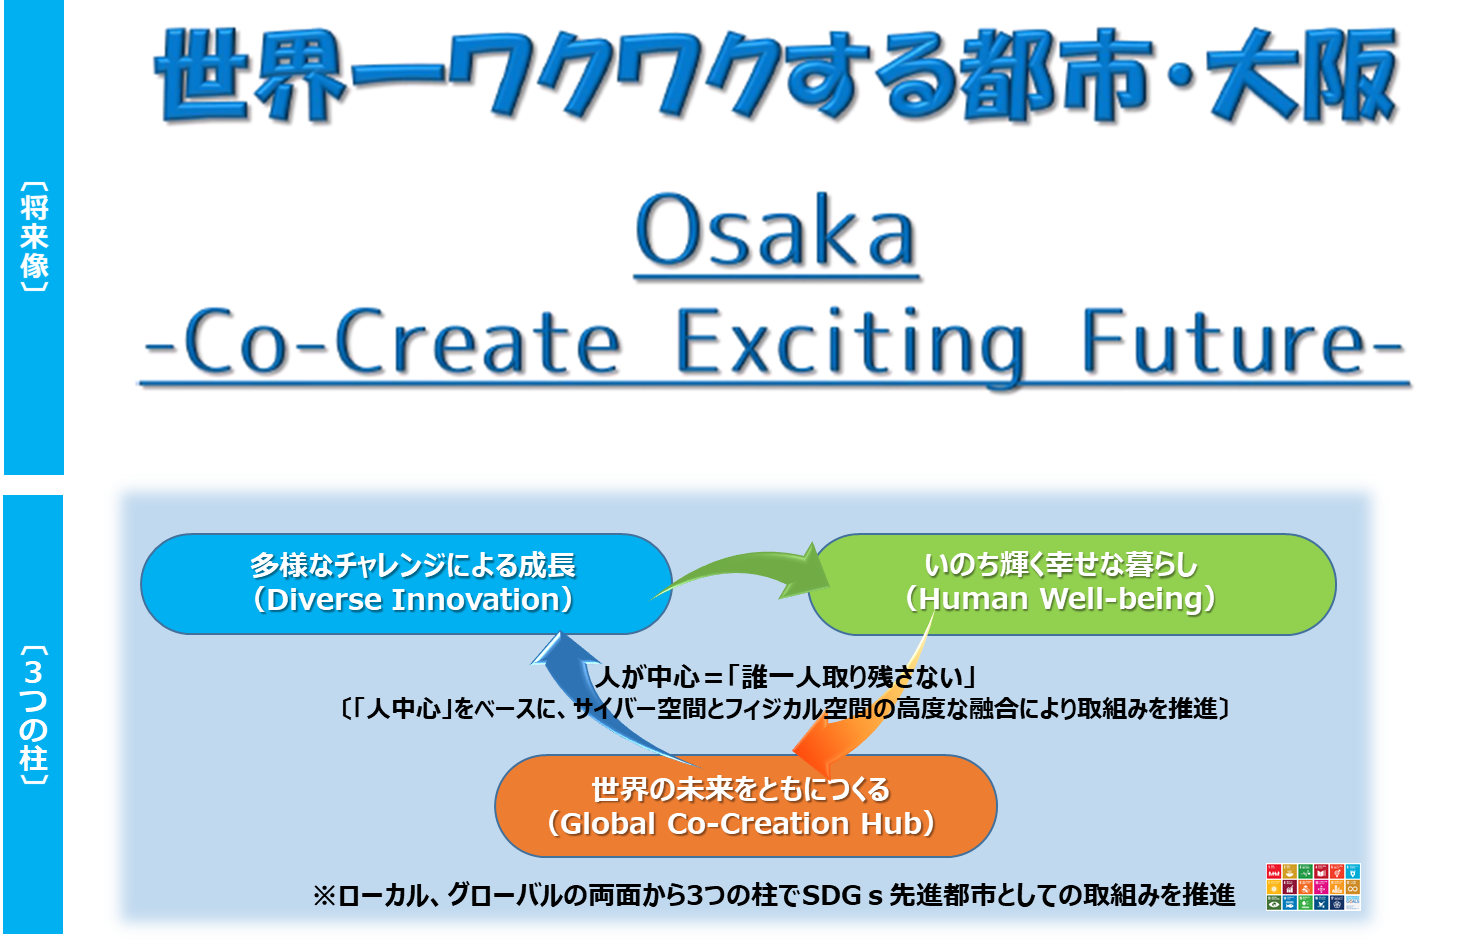 世界一ワクワクする都市・大阪
〔将来像〕
Osaka
-Co-Create Exciting Future-
〔3つの柱〕
多様なチャレンジによる成長
（Diverse Innovation）
いのち輝く幸せな暮らし
（Human Well-being）
人が中心＝「誰一人取り残さない」
〔「人中心」をベースに、サイバー空間とフィジカル空間の高度な融合により取組みを推進〕
世界の未来をともにつくる
（Global Co-Creation Hub）
※ローカル、グローバルの両面から3つの柱でSDGｓ先進都市としての取組みを推進